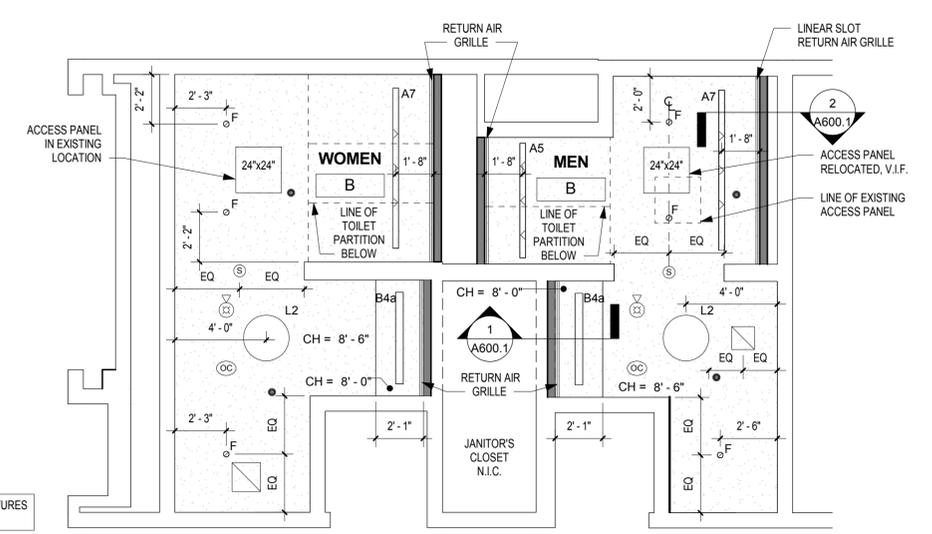 RETURN AIR
GRILLE
LINEAR SLOT
RETURN AIR GRILLE
2' - 2"
2' - 3"
F
A7
2' - 0"
C
L
F
A7
2
A600.1
ACCESS PANEL
IN EXISTING
LOCATION
24"x24"
WOMEN
1' - 8"
B
1' - 8"
A5
MEN
B
24"x24"
1' - 8"
ACCESS PANEL
RELOCATED, V.I.F.
LINE OF EXISTING
ACCESS PANEL
F
2' - 2"
LINE OF
TOILET
PARTITION
BELOW
LINE OF
TOILET
PARTITION
BELOW
F
EQ
EQ
EQ
S
EQ
S
B4a
L2
4' - 0"
CH = 8' - 6"
OC
CH = 8' - 0"
CH = 8' - 0"
1
A600.1
B4a
L2
4' - 0"
EQ
EQ
OC
CH = 8' - 6"
RETURN AIR
GRILLE
2' - 3"
F
EQ
EQ
2' - 1"
JANITOR'S
CLOSET
N.I.C.
2' - 1"
EQ
EQ
2' - 6"
F
TURES